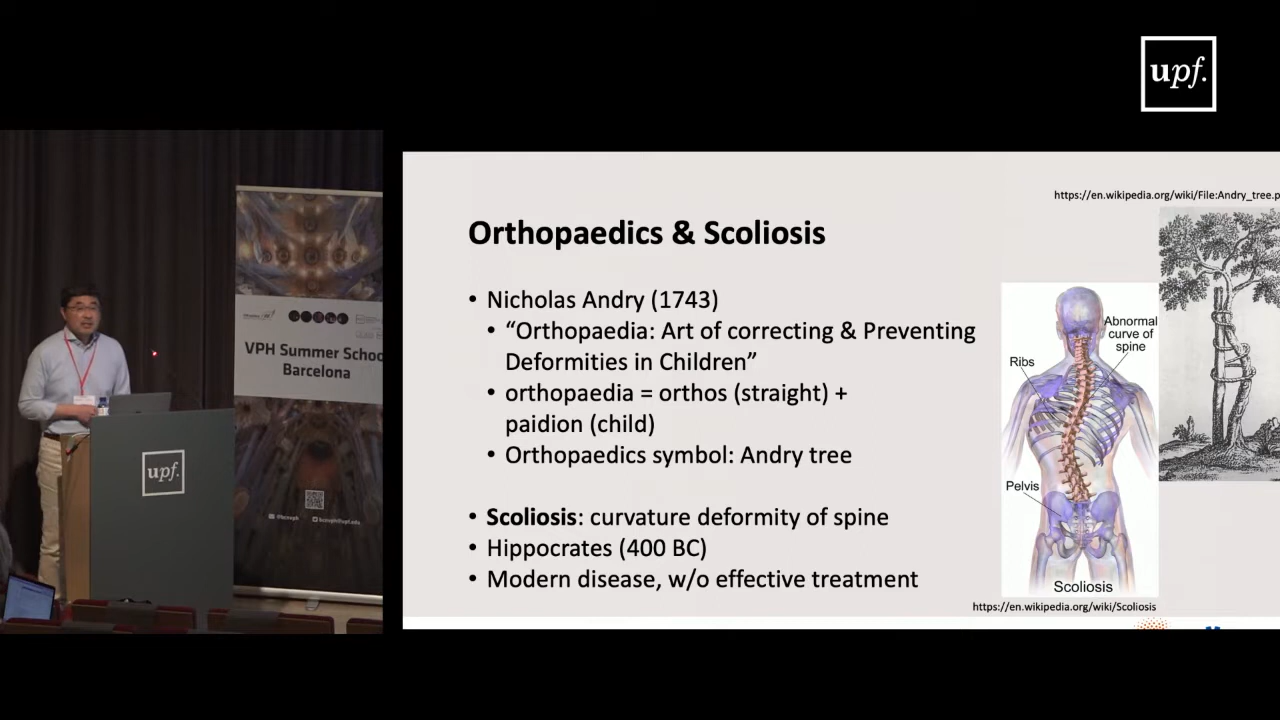 upf.
https://en.wikipedia.org/wiki/File:Andry_tree.p
Orthopaedics & Scoliosis
• Nicholas Andry (1743)
• “Orthopaedia: Art of correcting & Preventing
Deformities in Children”
• orthopaedia = orthos (straight) +
paidion (child)
• Orthopaedics symbol: Andry tree
• Scoliosis: curvature deformity of spine
• Hippocrates (400 BC)
• Modern disease, w/o effective treatment
Abnormal
curve of
spine
Ribs
Pelvis
Scoliosis
https://en.wikipedia.org/wiki/Scoliosis
VPH Summer Schoo
Barcelona
upf.